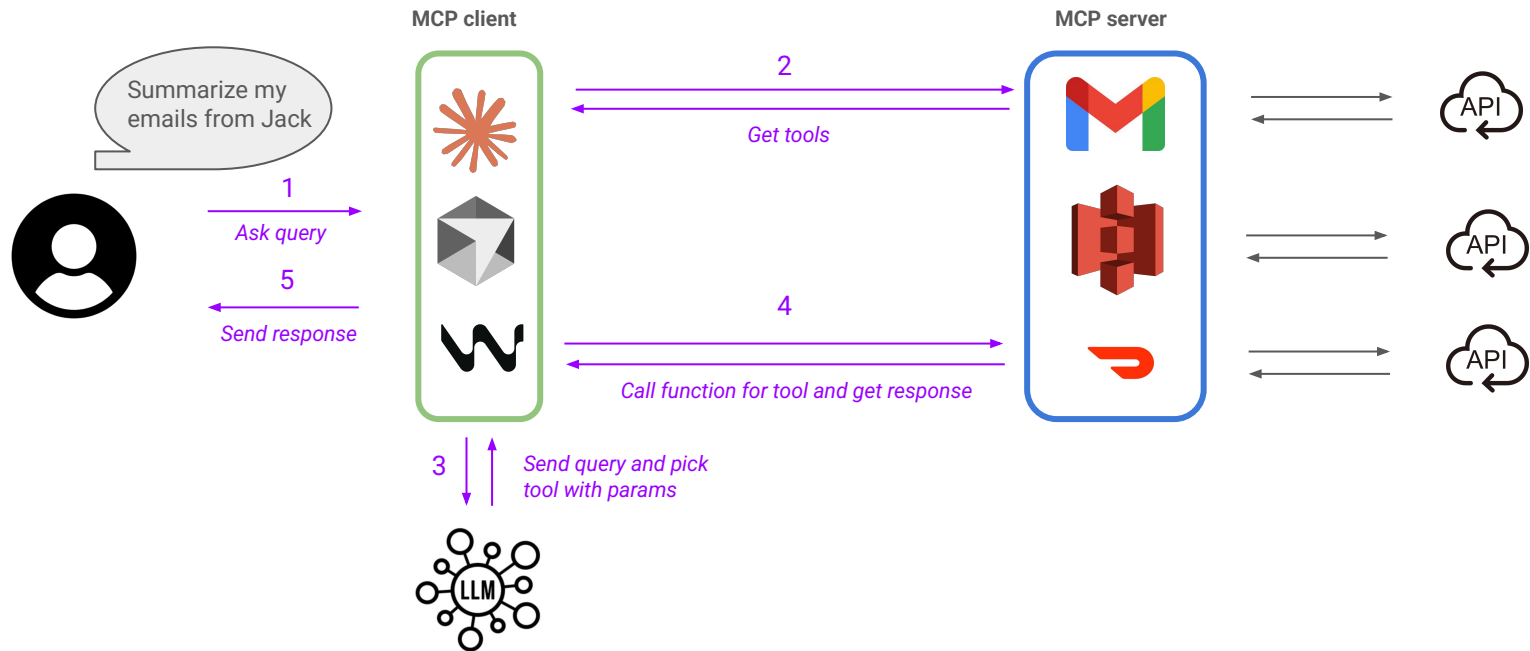 MCP client
MCP server
Summarize my
emails from Jack
2
Get tools
API
1
Ask query
API
5
Send response
4
Call function for tool and get response
API
3
Send query and pick
tool with params
LLM